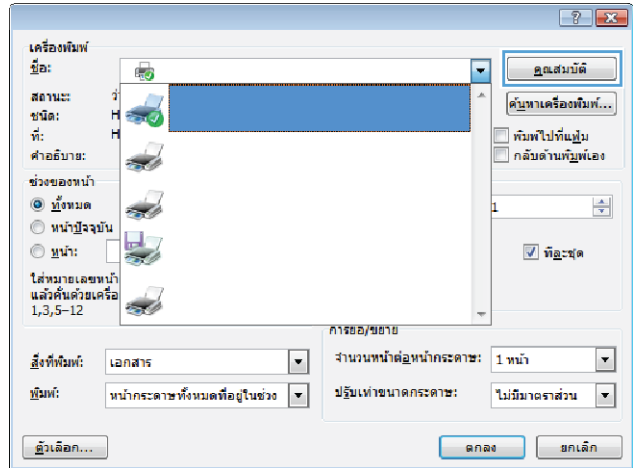 เครื่องพิมพ์
ชื่อ:
คุณสมบัติ
สถานะ: ว่
ค้นหาเครื่องพิมพ์...
ชนิด: H
ที่: H
พิมพ์ไปที่แฟ้ม
คำอธิบาย:
กลับด้านพิมพ์เอง
ช่วงของหน้า
ทั้งหมด
1
หน้าปัจจุบัน
หน้า:
ทีละชุด
ใส่หมายเลขหน้า
แล้วคั่นด้วยเครื่อ
1,3,5–12
การย่อ/ขยาย
สิ่งที่พิมพ์: เอกสาร
จำนวนหน้าต่อหน้ากระดาษ: 1 หน้า
พิมพ์: หน้ากระดาษทั้งหมดที่อยู่ในช่วง
ปรับเท่าขนาดกระดาษ: ไม่มีมาตราส่วน
ตัวเลือก...
ตกลง
ยกเลิก